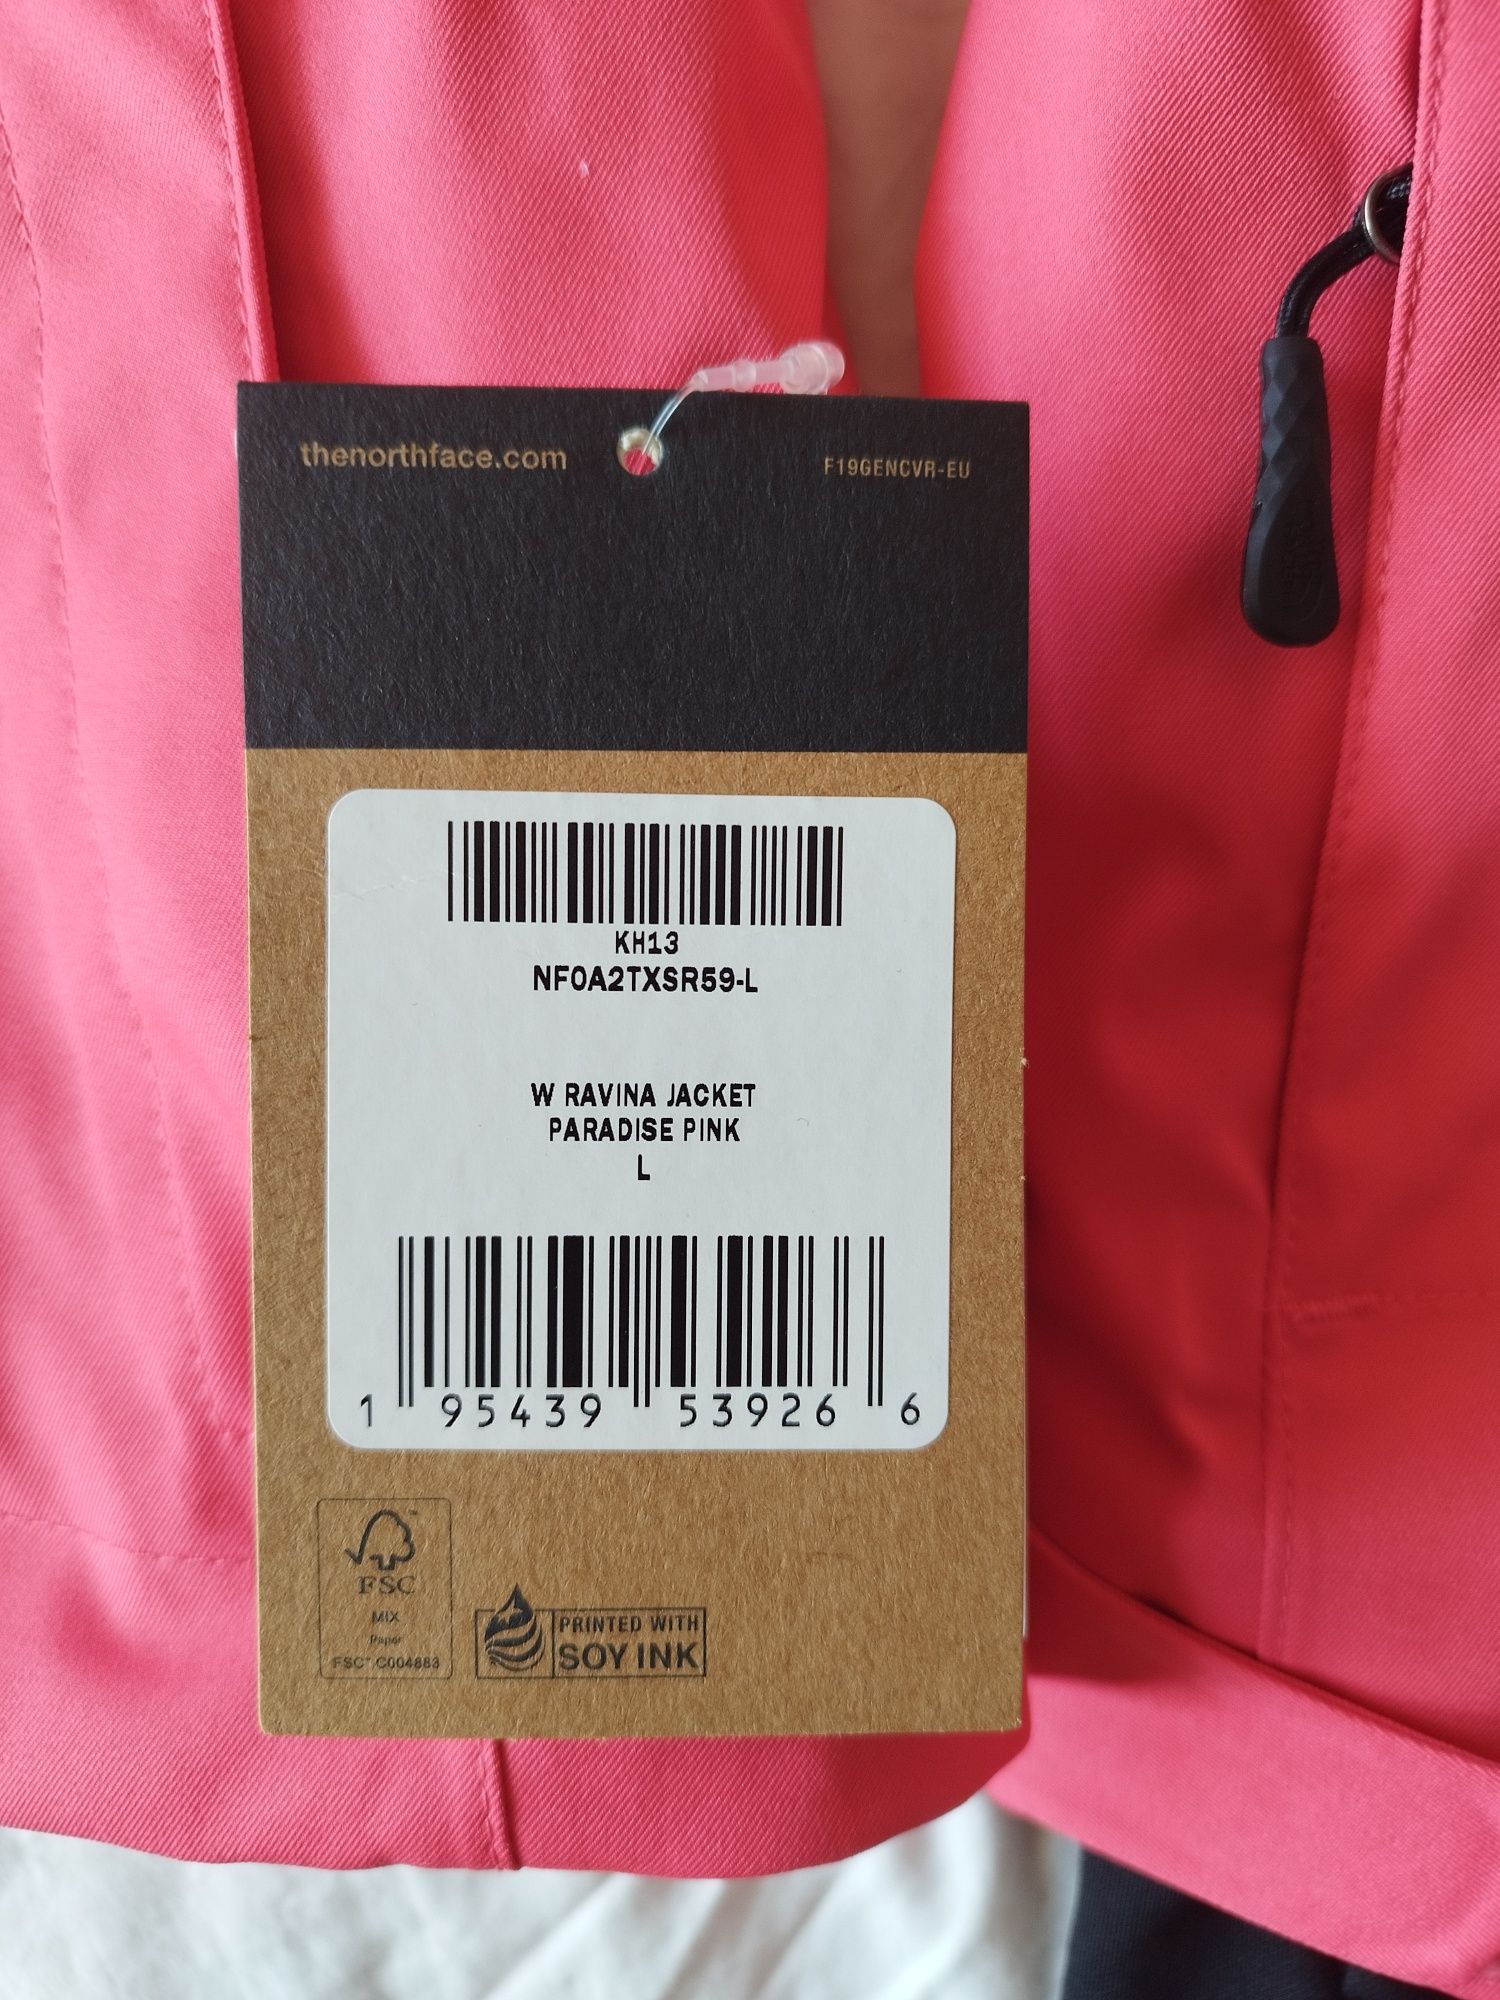 thenorthface.com
F19GENCVR-EU
KH13
NF0A2TXSR59-L
W RAVINA JACKET
PARADISE PINK
L
1 95439 53926 6
FSC
MIX
Paper
FSC™ C004883
PRINTED WITH
SOY INK